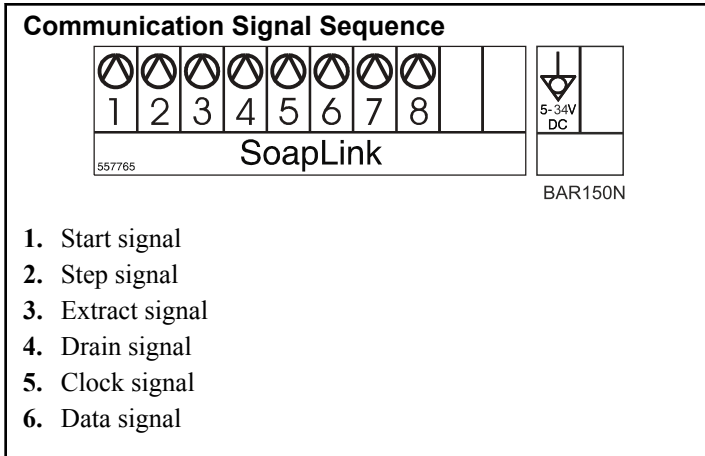 Communication Signal Sequence
1 2 3 4 5 6 7 8
5-34V
DC
557765
SoapLink
BAR150N
1. Start signal
2. Step signal
3. Extract signal
4. Drain signal
5. Clock signal
6. Data signal